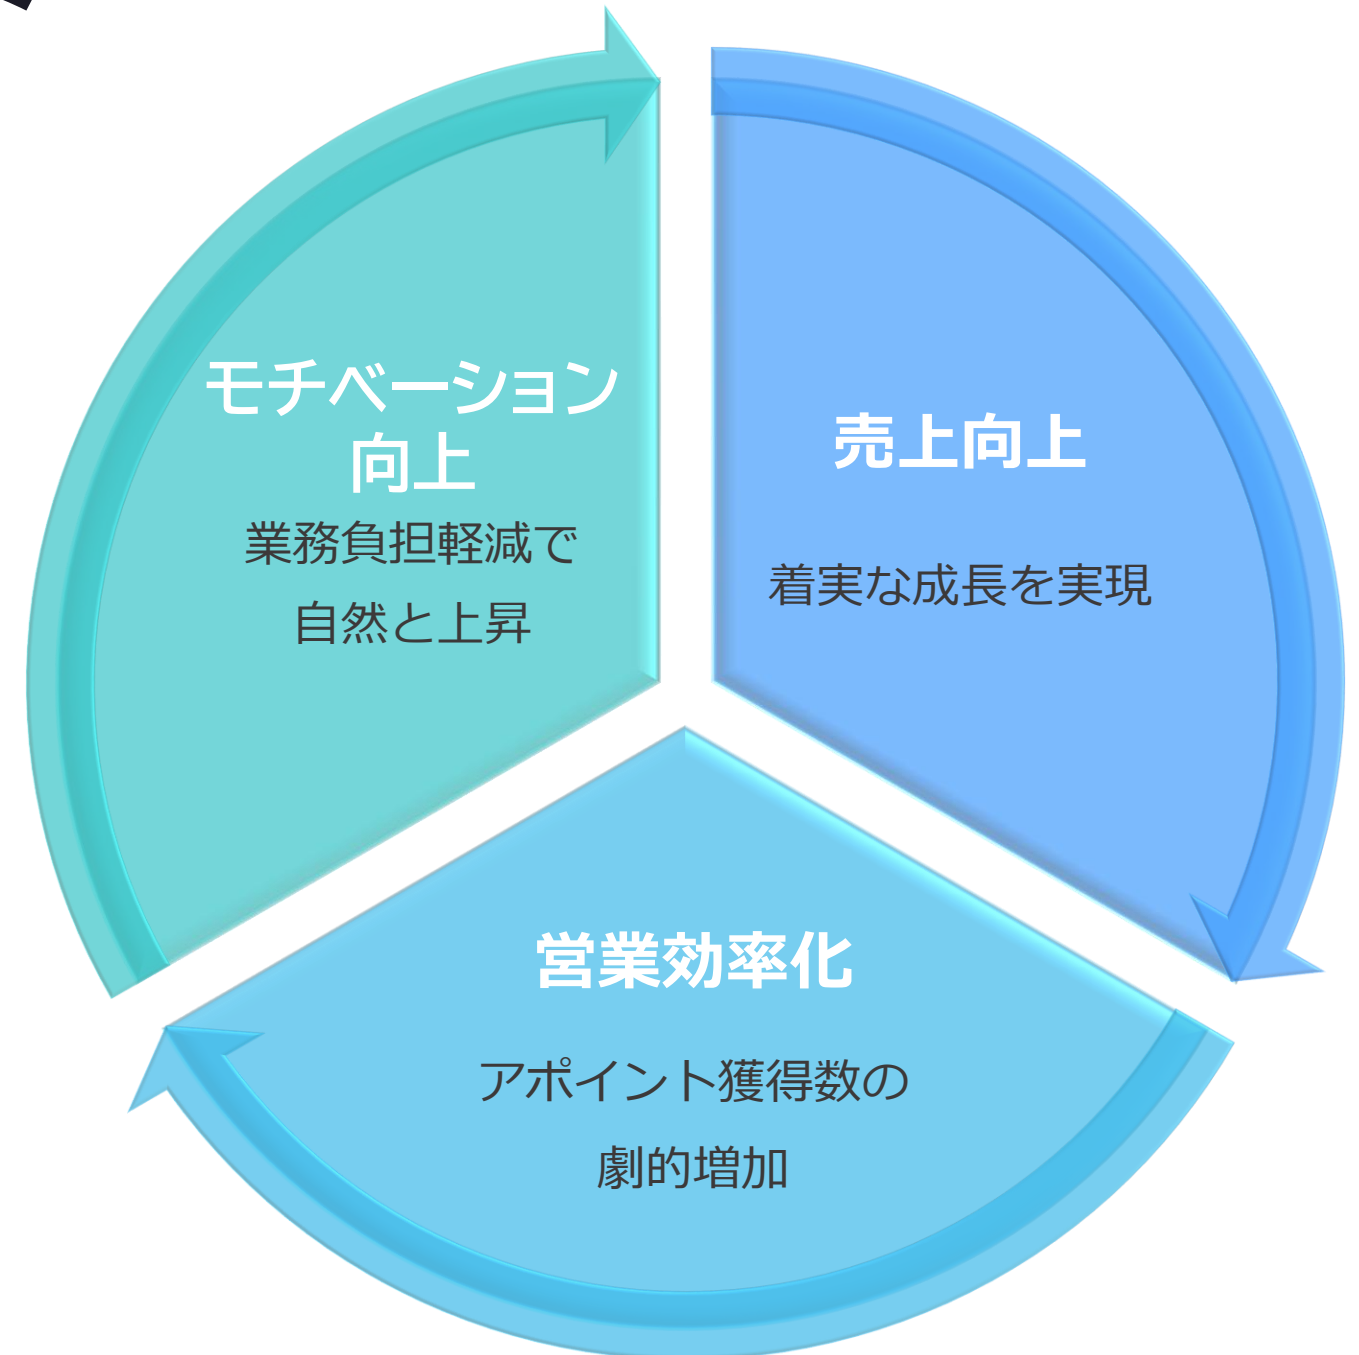 モチベーション
向上
業務負担軽減で
自然と上昇
売上向上
着実な成長を実現
営業効率化
アポイント獲得数の
劇的増加